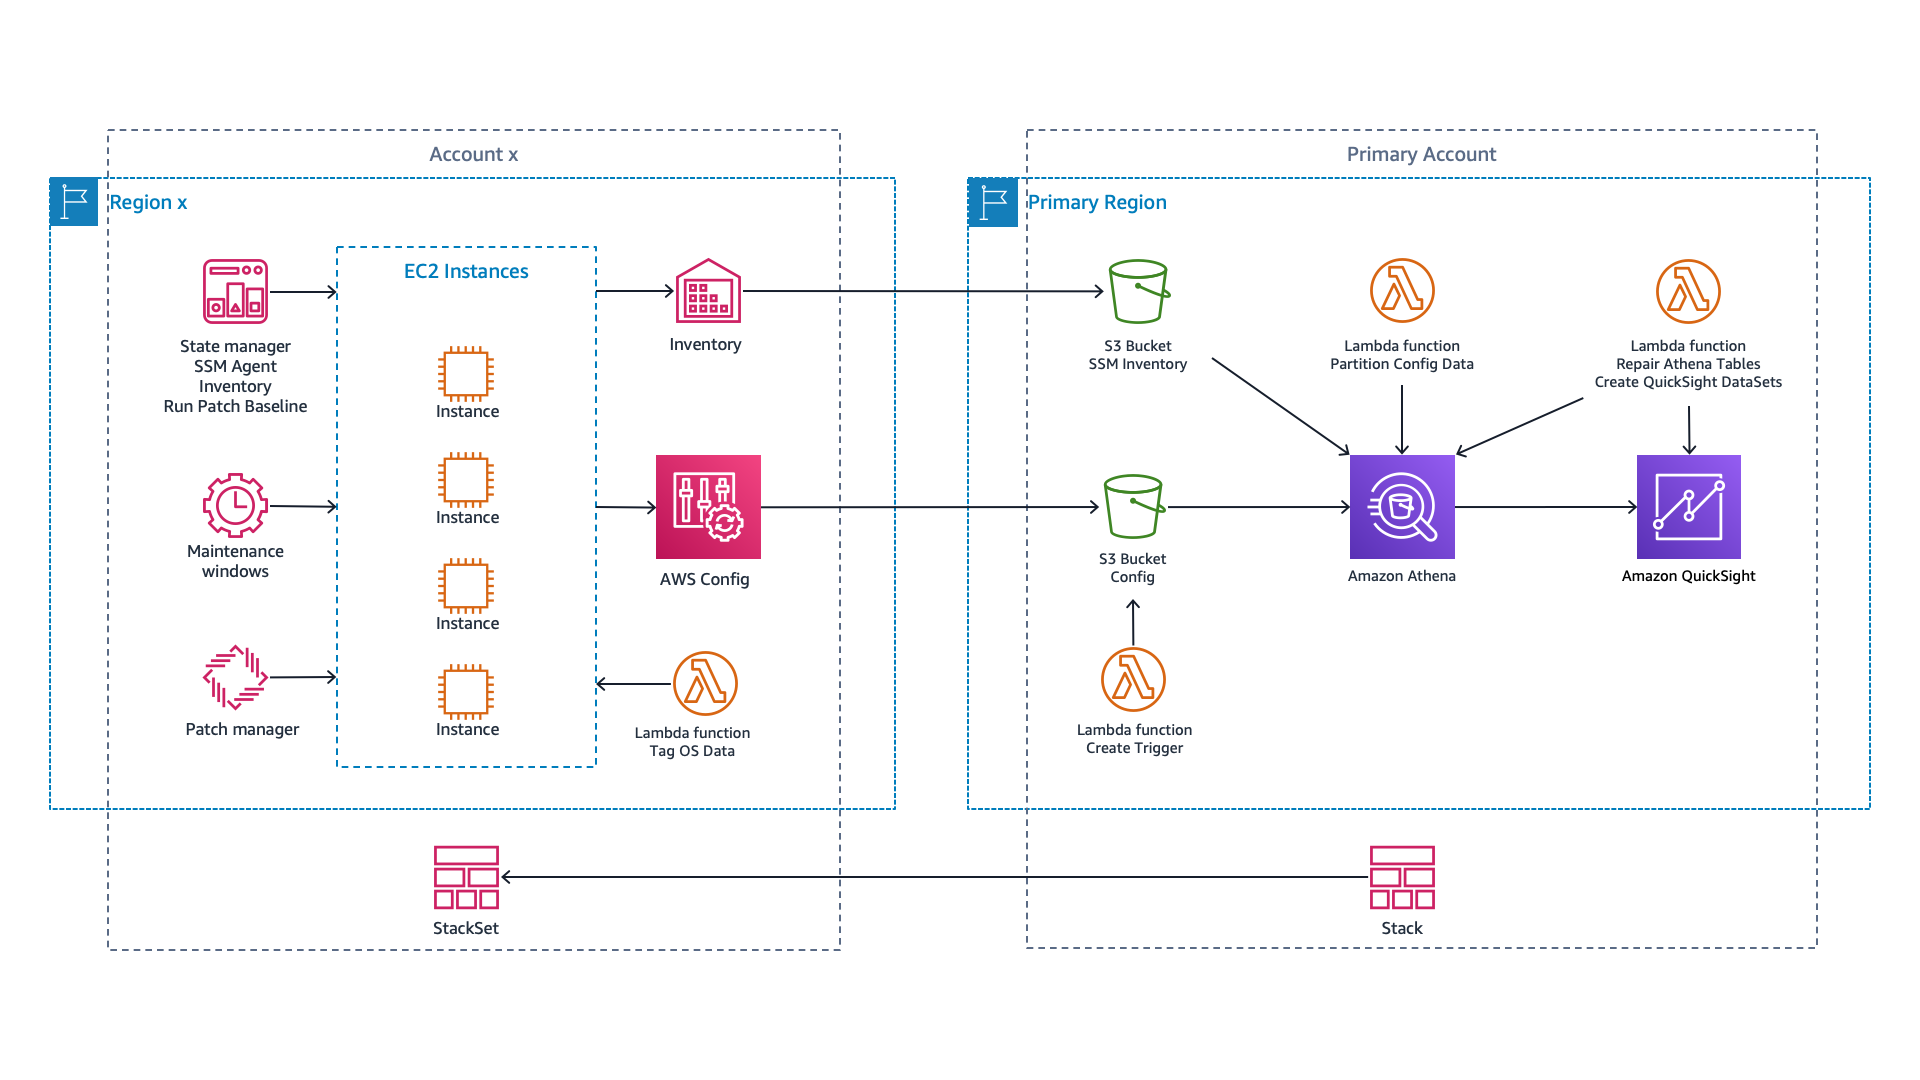 Account x
Primary Account
Region x
Primary Region
EC2 Instances
State manager
SSM Agent
Inventory
Run Patch Baseline
Instance
Inventory
S3 Bucket
SSM Inventory
Lambda function
Partition Config Data
Lambda function
Repair Athena Tables
Create QuickSight DataSets
Maintenance
windows
Instance
AWS Config
S3 Bucket
Config
Amazon Athena
Amazon QuickSight
Instance
Patch manager
Instance
Lambda function
Tag OS Data
Lambda function
Create Trigger
StackSet
Stack